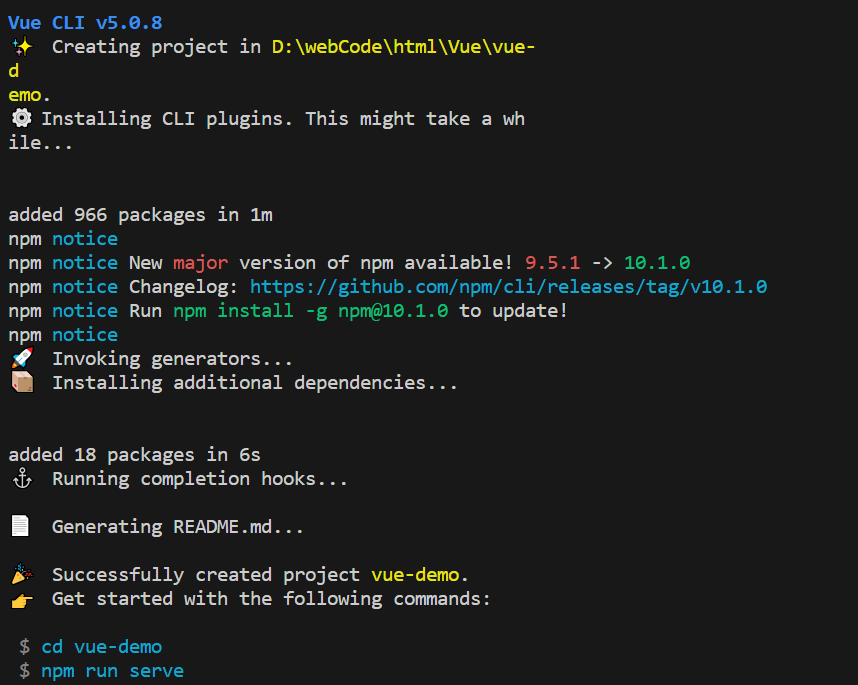 Vue CLI v5.0.8
✨ Creating project in D:\webCode\html\Vue\vue-
d
emo.
⚙️ Installing CLI plugins. This might take a wh
ile...
added 966 packages in 1m
npm notice
npm notice New major version of npm available! 9.5.1 -> 10.1.0
npm notice Changelog: https://github.com/npm/cli/releases/tag/v10.1.0
npm notice Run npm install -g npm@10.1.0 to update!
npm notice
🚀 Invoking generators...
📦 Installing additional dependencies...
added 18 packages in 6s
⚓ Running completion hooks...
📄 Generating README.md...
🎉 Successfully created project vue-demo.
👉 Get started with the following commands:
$ cd vue-demo
$ npm run serve